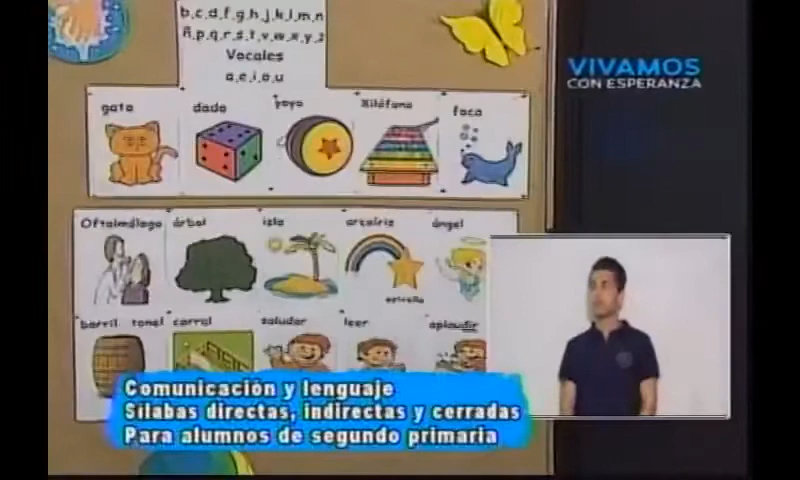 b,c,d,f,g,h,j,k,l,m,n
ñ,p,q,r,s,t,v,w,x,y,z
Vocales
a,e,i,o,u
VIVAMOS
CON ESPERANZA
gato dado yoyo Xilófono foca
Oftalmólogo árbol isla arcoíris ángel
estrella
barril tonel corral saludar leer aplaudir
Comunicación y lenguaje
Sílabas directas, indirectas y cerradas
Para alumnos de segundo primaria